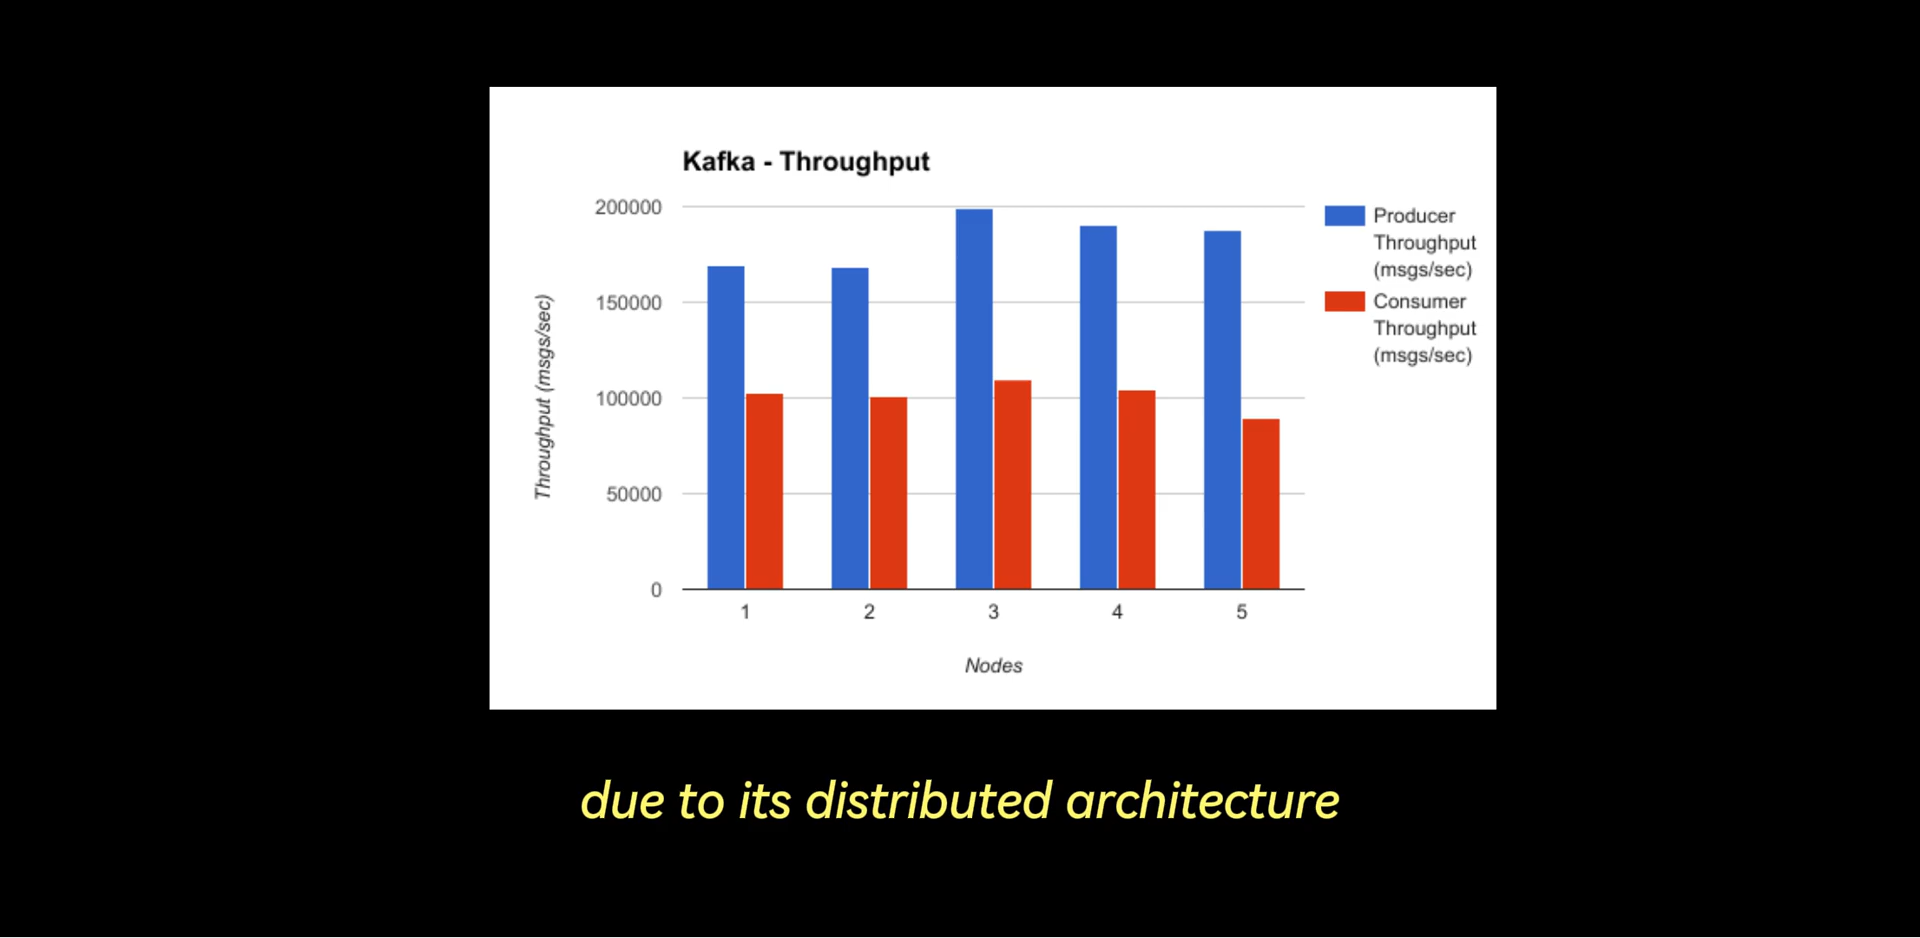 Kafka - Throughput
200000
150000
100000
50000
0
Throughput (msgs/sec)
1 2 3 4 5
Nodes
Producer
Throughput
(msgs/sec)
Consumer
Throughput
(msgs/sec)
due to its distributed architecture